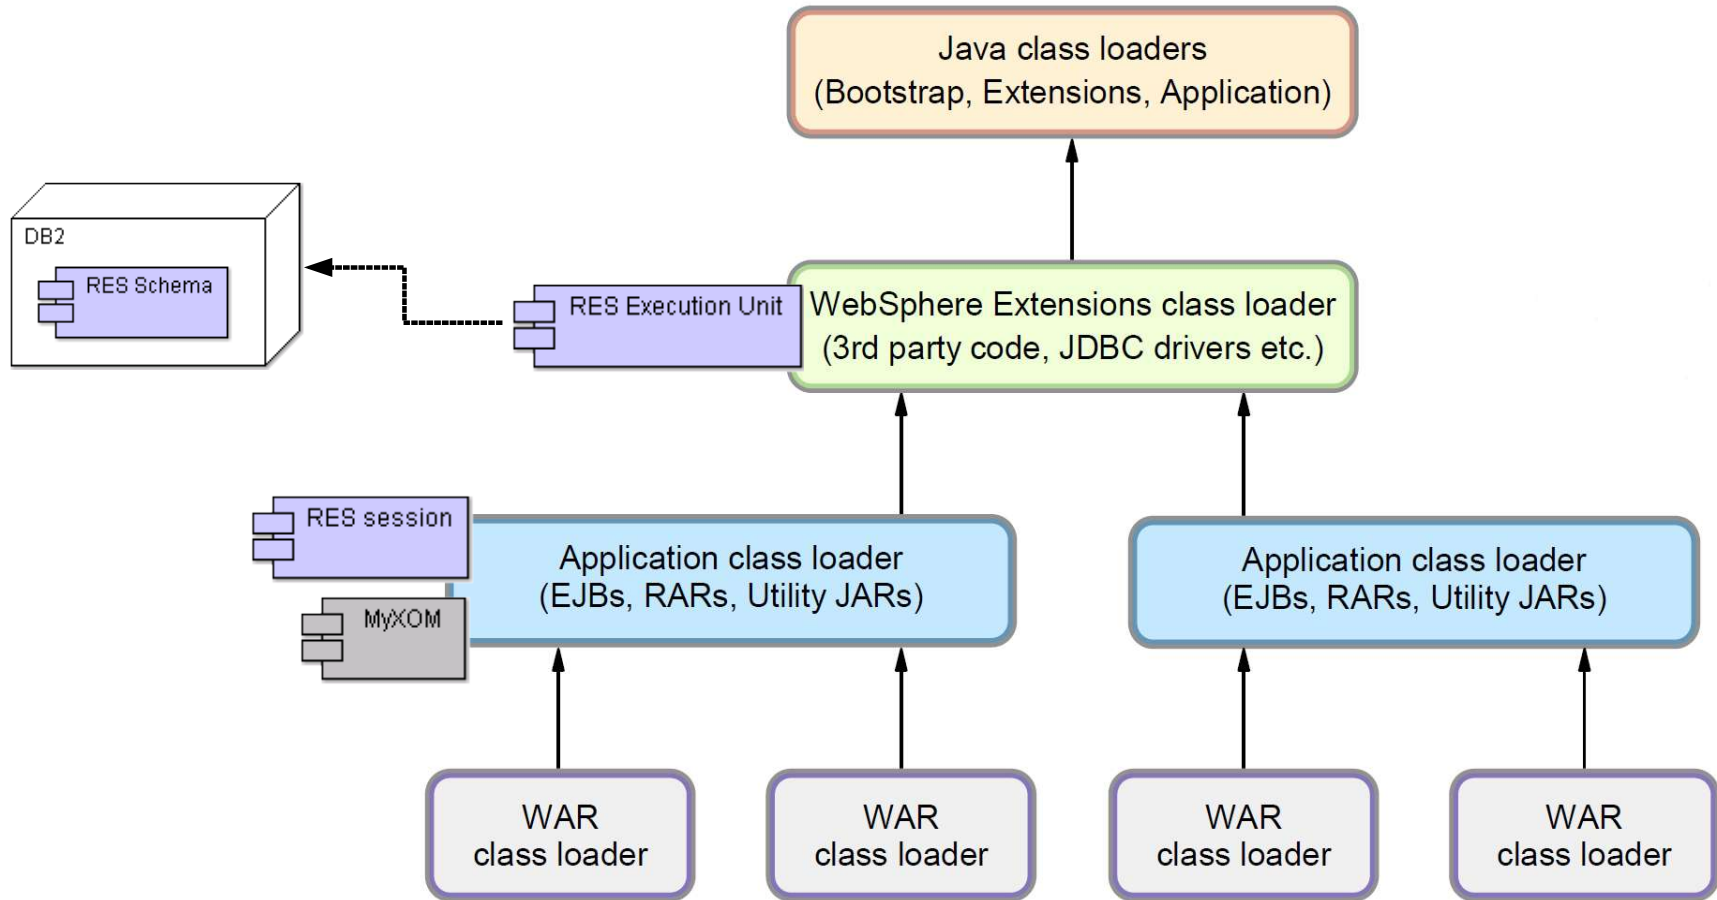 Java class loaders
(Bootstrap, Extensions, Application)
DB2
RES Schema
RES Execution Unit
WebSphere Extensions class loader
(3rd party code, JDBC drivers etc.)
RES session
MyXOM
Application class loader
(EJBs, RARs, Utility JARs)
Application class loader
(EJBs, RARs, Utility JARs)
WAR
class loader
WAR
class loader
WAR
class loader
WAR
class loader